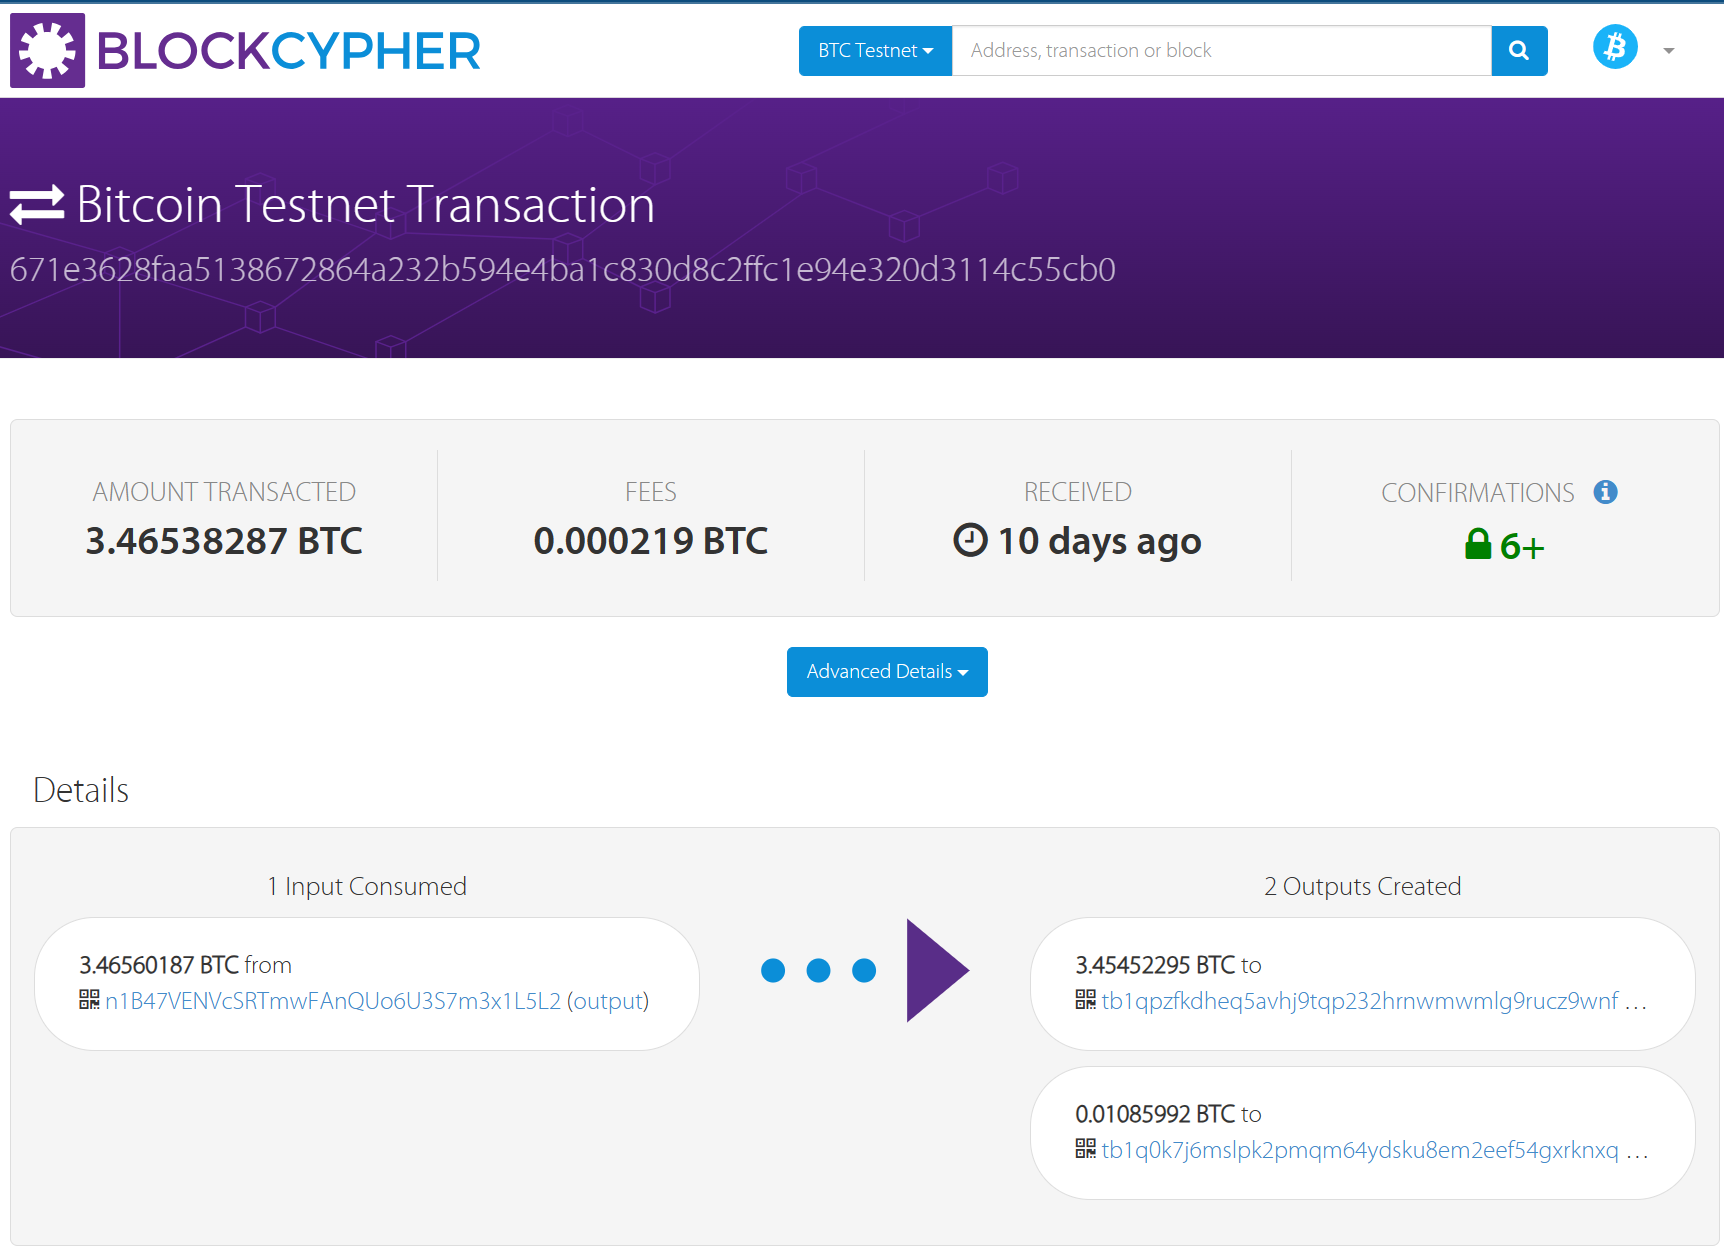 BLOCKCYPHER
BTC Testnet
Address, transaction or block
Bitcoin Testnet Transaction
671e3628faa5138672864a232b594e4ba1c830d8c2ffc1e94e320d3114c55cb0
AMOUNT TRANSACTED
3.46538287 BTC
FEES
0.000219 BTC
RECEIVED
10 days ago
CONFIRMATIONS
6+
Advanced Details
Details
1 Input Consumed
3.46560187 BTC from
n1B47VENVcSRTmwFAnQUo6U3S7m3x1L5L2 (output)
2 Outputs Created
3.45452295 BTC to
tb1qpzfkdheq5avhj9tqp232hrnwmwmlg9rucz9wnf ...
0.01085992 BTC to
tb1q0k7j6mslpk2pmqm64ydsku8em2eef54gxrknxq ...